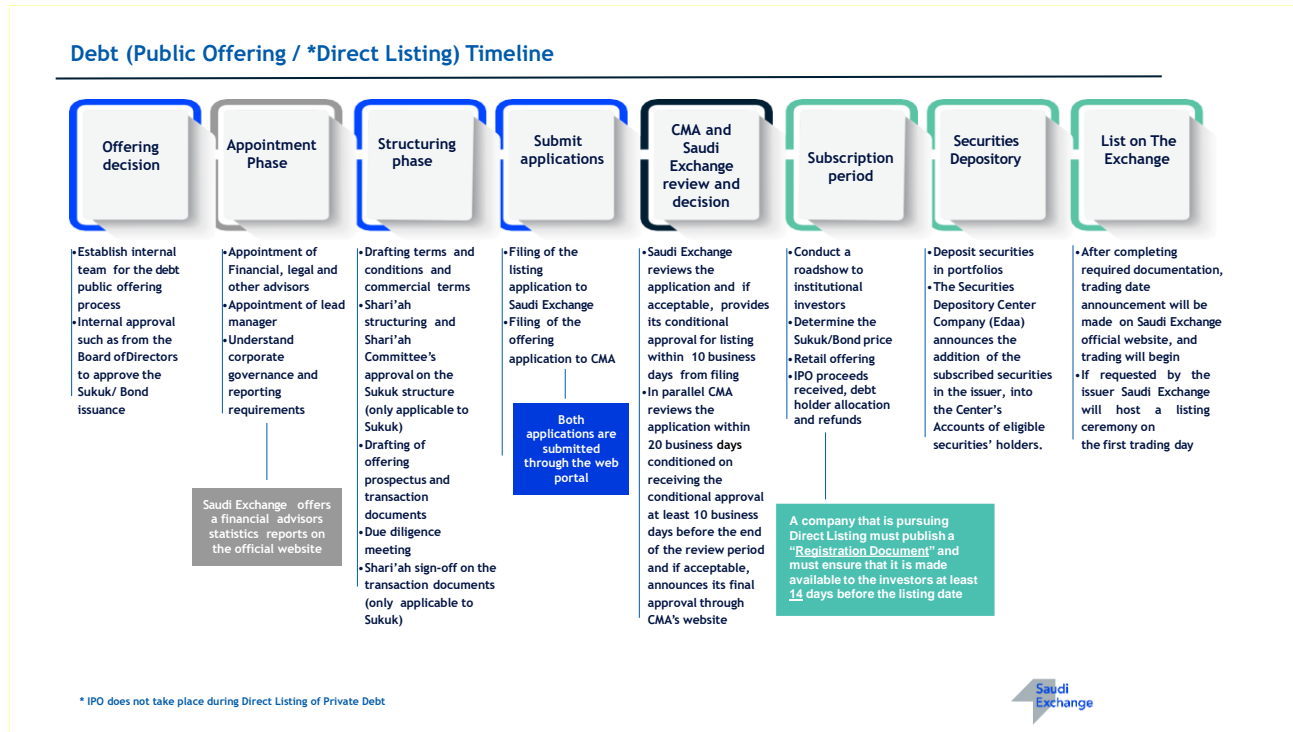 Debt (Public Offering / *Direct Listing) Timeline
Offering
decision
•Establish internal
team for the debt
public offering
process
•Internal approval
such as from the
Board ofDirectors
to approve the
Sukuk/ Bond
issuance
Appointment
Phase
•Appointment of
Financial, legal and
other advisors
•Appointment of lead
manager
•Understand
corporate
governance and
reporting
requirements
Saudi Exchange offers
a financial advisors
statistics reports on
the official website
Structuring
phase
•Drafting terms and
conditions and
commercial terms
•Shari’ah
structuring and
Shari’ah
Committee’s
approval on the
Sukuk structure
(only applicable to
Sukuk)
•Drafting of
offering
prospectus and
transaction
documents
•Due diligence
meeting
•Shari’ah sign-off on the
transaction documents
(only applicable to
Sukuk)
Submit
applications
•Filing of the
listing
application to
Saudi Exchange
•Filing of the
offering
application to CMA
Both
applications are
submitted
through the web
portal
CMA and
Saudi
Exchange
review and
decision
•Saudi Exchange
reviews the
application and if
acceptable, provides
its conditional
approval for listing
within 10 business
days from filing
•In parallel CMA
reviews the
application within
20 business days
conditioned on
receiving the
conditional approval
at least 10 business
days before the end
of the review period
and if acceptable,
announces its final
approval through
CMA’s website
Subscription
period
•Conduct a
roadshow to
institutional
investors
•Determine the
Sukuk/Bond price
•Retail offering
•IPO proceeds
received, debt
holder allocation
and refunds
A company that is pursuing
Direct Listing must publish a
“Registration Document” and
must ensure that it is made
available to the investors at least
14 days before the listing date
Securities
Depository
•Deposit securities
in portfolios
•The Securities
Depository Center
Company (Edaa)
announces the
addition of the
subscribed securities
in the issuer, into
the Center’s
Accounts of eligible
securities’ holders.
List on The
Exchange
•After completing
required documentation,
trading date
announcement will be
made on Saudi Exchange
official website, and
trading will begin
•If requested by the
issuer Saudi Exchange
will host a listing
ceremony on
the first trading day
* IPO does not take place during Direct Listing of Private Debt
Saudi
Exchange